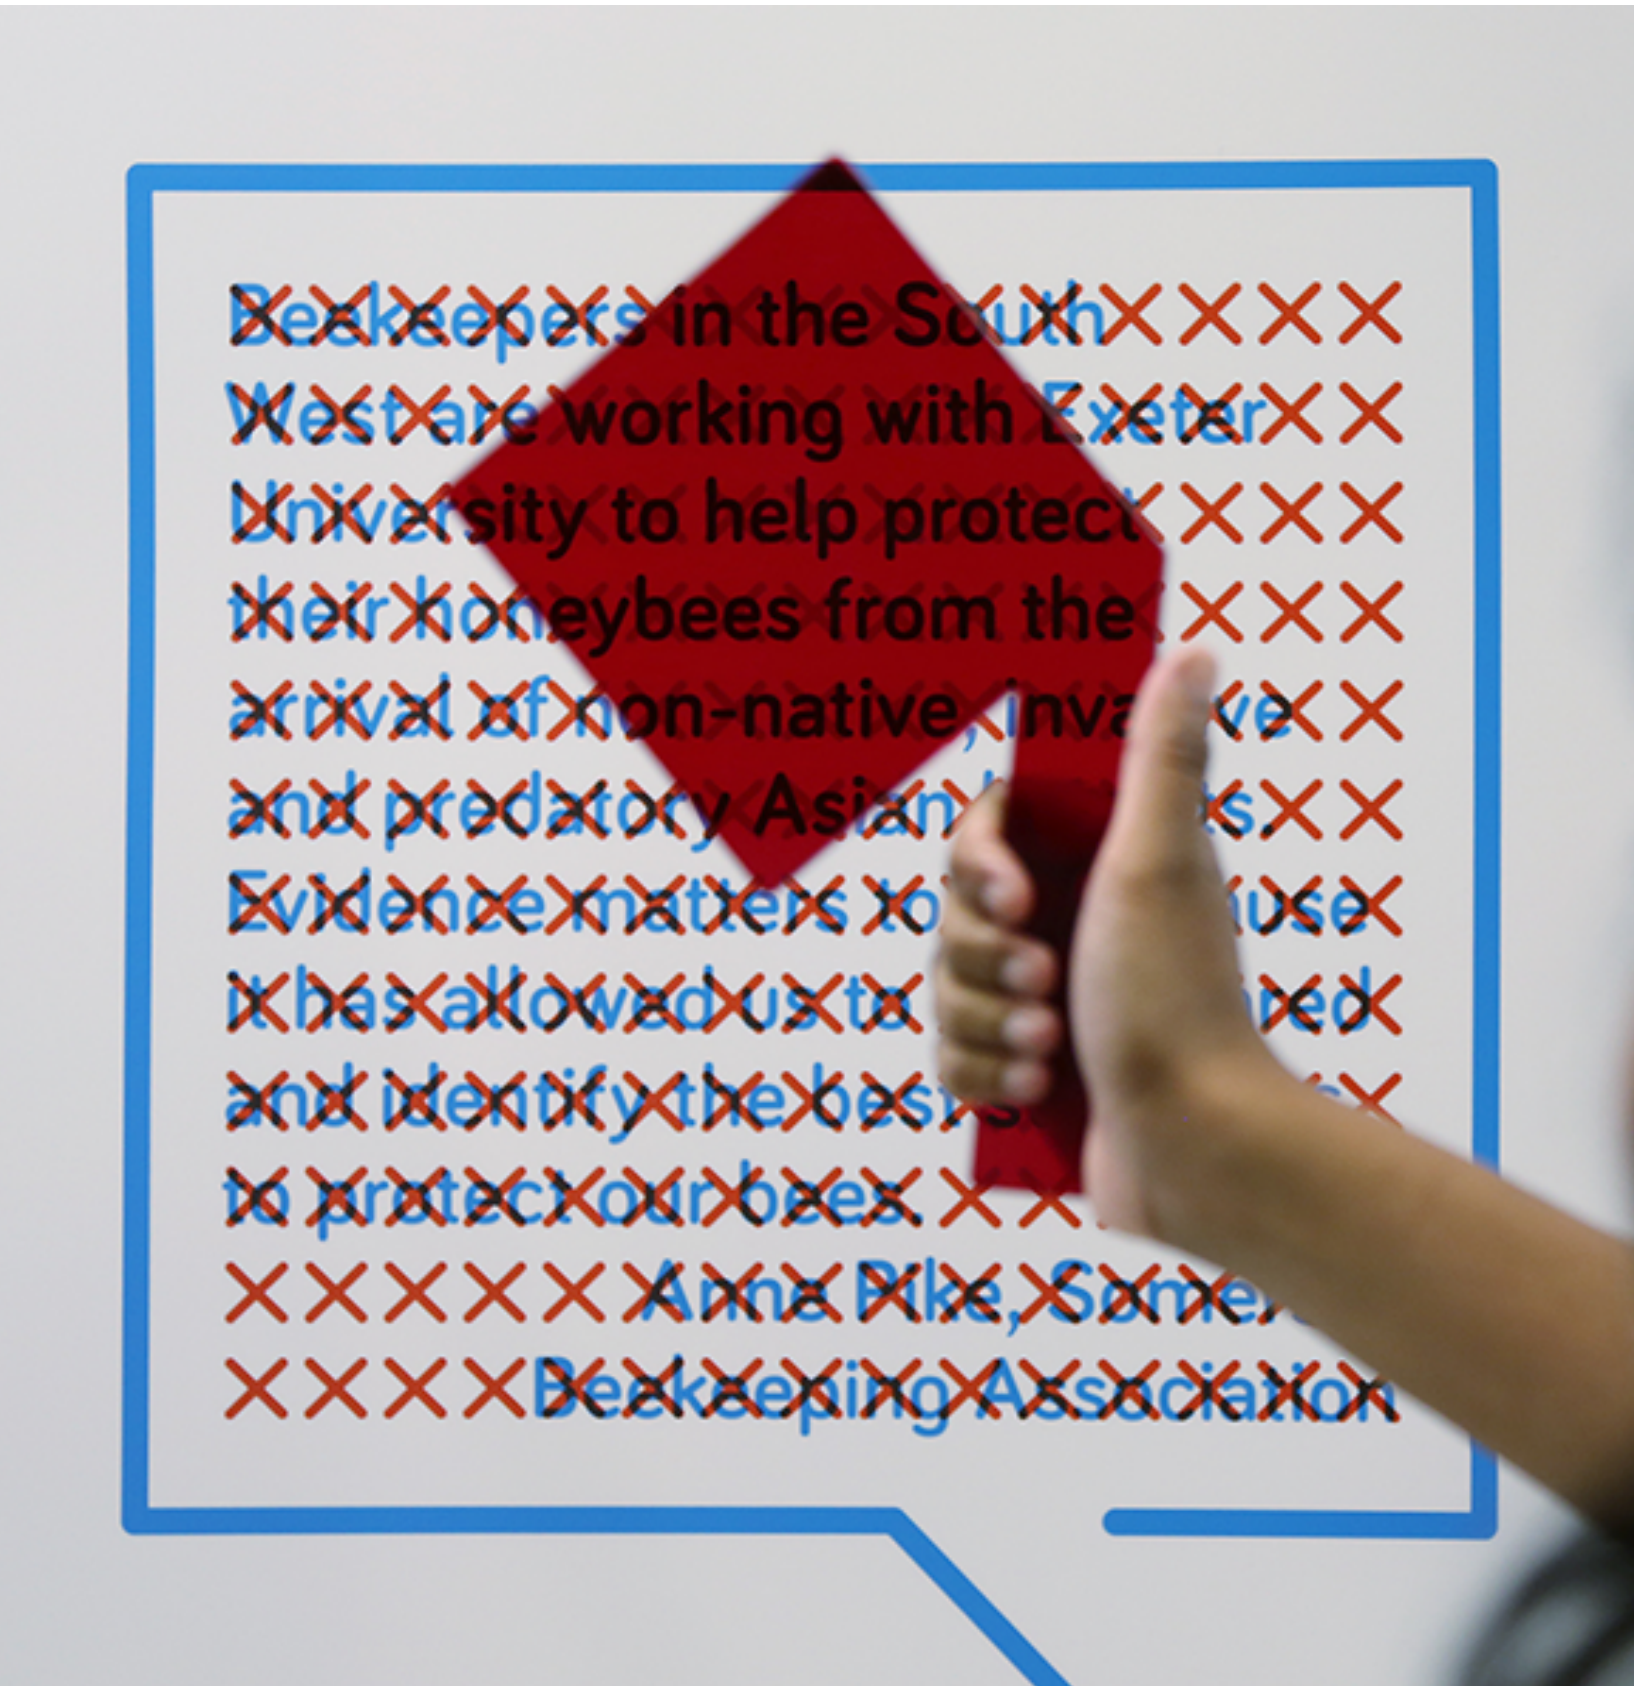 Beekeepers in the South
West are working with Exeter
University to help protect
their honeybees from the
arrival of non-native, invasive
and predatory Asian
Evidence matters to
it has allowed us to
and identify the best
to protect our bees.
Anne Pike,
Beekeeping Association